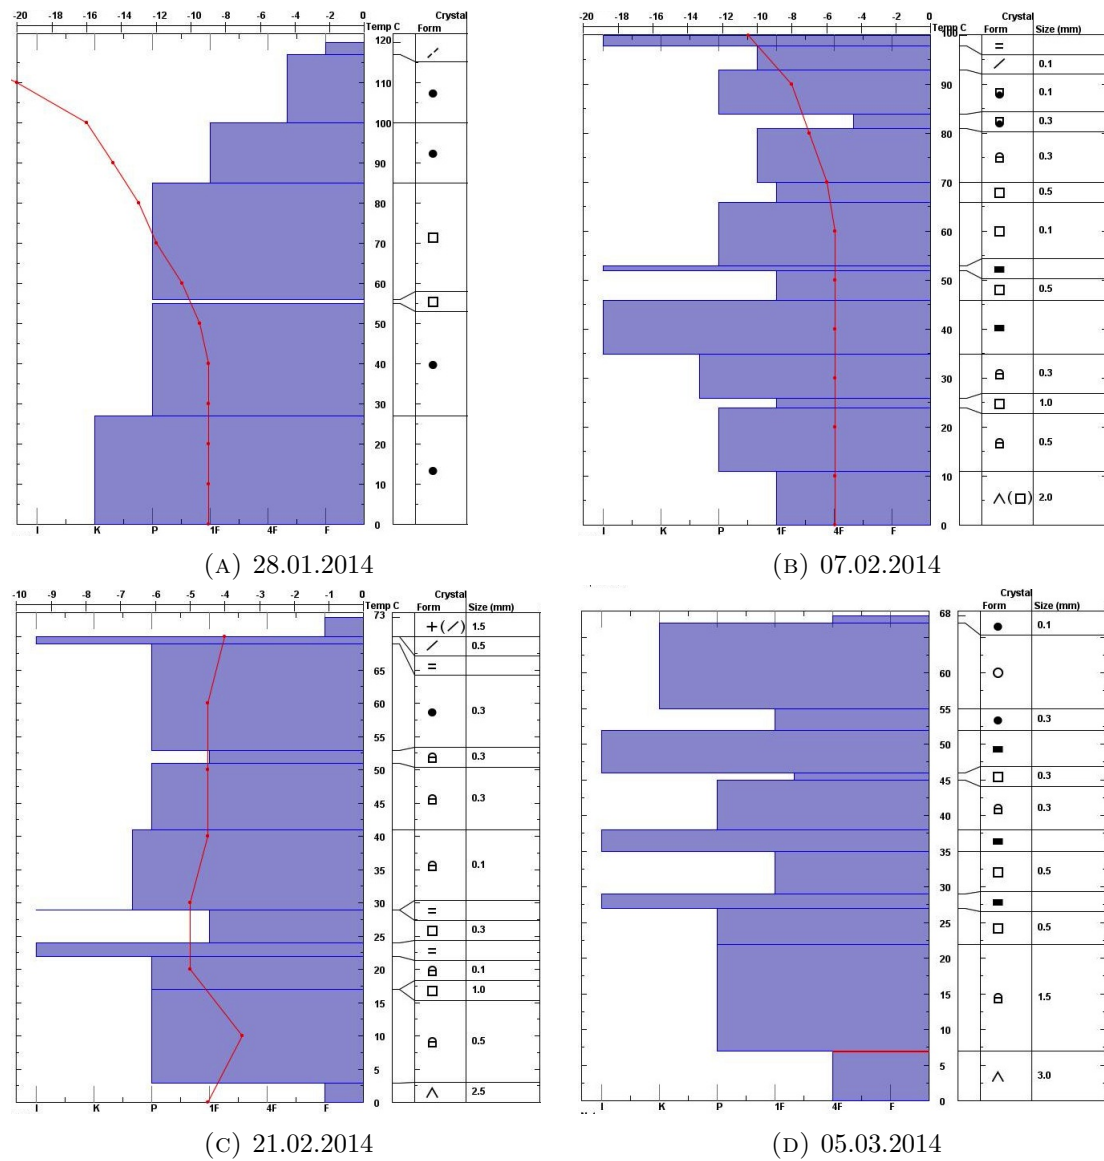 -20 -18 -16 -14 -12 -10 -8 -6 -4 -2 0
Crystal
Temp C Form
120
110
100
90
80
70
60
50
40
30
20
10
0
I K P 1F 4F F
(A) 28.01.2014
-20 -18 -16 -14 -12 -10 -8 -6 -4 -2 0
Crystal
Temp C Form Size (mm)
100
= 
/ 0.1
90 0.1
0.3
80 0.3
70 0.5
60 0.1
50 0.5
40
30 0.3
1.0
20 0.5
10 ( ) 2.0
0
I K P 1F 4F F
(B) 07.02.2014
-10 -9 -8 -7 -6 -5 -4 -3 -2 -1 0
Crystal
Temp C Form Size (mm)
73
+ (/) 1.5
/ 0.5
65 =
60 0.3
55
50 0.3
45 0.3
40
35 0.1
30 =
25 0.3
=
20 0.1
15 1.0
10 0.5
5
0 2.5
I K P 1F 4F F
(C) 21.02.2014
Crystal
Form Size (mm)
68 0.1
60
55 0.3
50
45 0.3
40 0.3
35
30 0.5
25 0.5
20
15 1.5
10
5 3.0
0
I K P 1F 4F F
(D) 05.03.2014